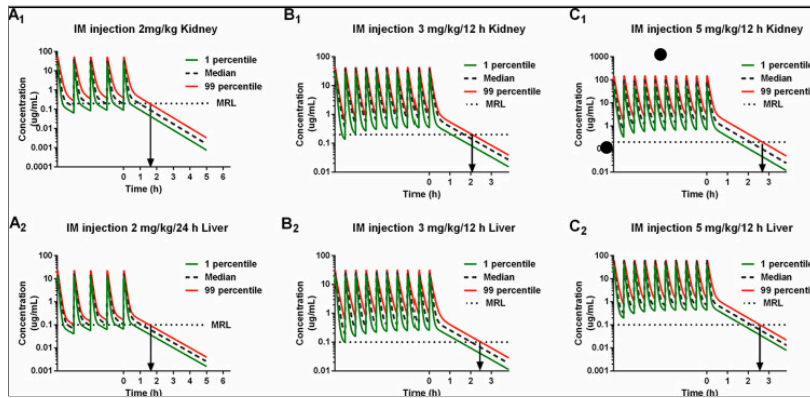 A1 IM injection 2mg/kg Kidney
Concentration
(ug/mL)
100
10
1
0.1
0.01
0.001
0.0001
1 percentile
Median
99 percentile
MRL
0 1 2 3 4 5 6
Time (h)
B1 IM injection 3 mg/kg/12 h Kidney
Concentration
(ug/mL)
100
10
1
0.1
0.01
1 percentile
Median
99 percentile
MRL
0 1 2 3
Time (h)
C1 IM injection 5 mg/kg/12 h Kidney
Concentration
(ug/mL)
1000
100
10
1
0.01
1 percentile
Median
99 percentile
MRL
0 1 2 3
Time (h)
A2 IM injection 2 mg/kg/24 h Liver
Concentration
(ug/mL)
100
10
1
0.1
0.01
0.001
1 percentile
Median
99 percentile
MRL
0 1 2 3 4 5 6
Time (h)
B2 IM injection 3 mg/kg/12 h Liver
Concentration
(ug/mL)
100
10
1
0.1
0.01
1 percentile
Median
99 percentile
MRL
0 1 2 3
Time (h)
C2 IM injection 5 mg/kg/12 h Liver
Concentration
(ug/mL)
100
10
1
0.1
0.01
0.001
1 percentile
Median
99 percentile
MRL
0 1 2 3
Time (h)